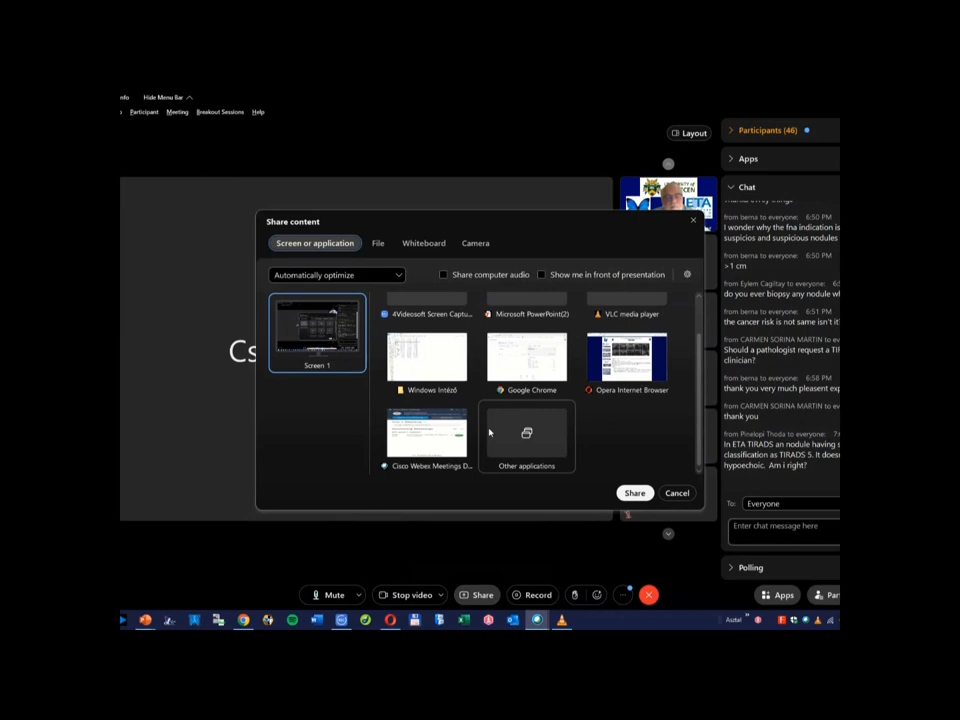 nfo Hide Menu Bar
Participant Meeting Breakout Sessions Help
Layout
Participants (46)
Apps
Chat
from berna to everyone: 6:50 PM
I wonder why the fna indication is
suspicios and suspicious nodules
from berna to everyone: 6:50 PM
>1 cm
from Eylem Cagiltay to everyone:
do you ever biopsy any nodule wh
from berna to everyone: 6:51 PM
the cancer risk is not same isn't it
from CARMEN SORINA MARTIN to ev
Should a pathologist request a TI
clinician?
from berna to everyone: 6:58 PM
thank you very much pleasent exp
from CARMEN SORINA MARTIN to ev
thank you
from Pinelopi Thoda to everyone: 7:
In ETA TIRADS an nodule having s
classification as TIRADS 5. It does
hypoechoic. Am i right?
To: Everyone
Enter chat message here
Polling
Cs
Share content
Screen or application File Whiteboard Camera
Automatically optimize Share computer audio Show me in front of presentation
Screen 1
4Videosoft Screen Captu... Microsoft PowerPoint(2) VLC media player
Windows Intéző Google Chrome Opera Internet Browser
Cisco Webex Meetings D... Other applications
Share Cancel
Mute Stop video Share Record Apps Par
Asztal